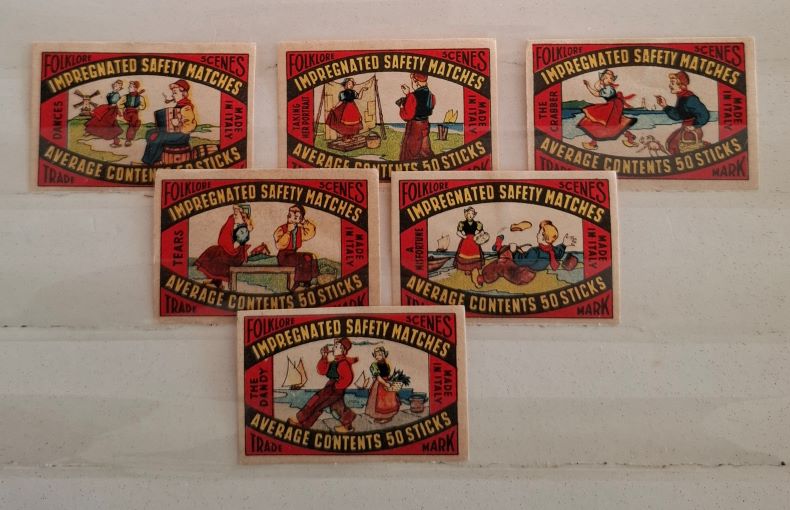 FOLKLORE SCENES
IMPREGNATED SAFETY MATCHES
DANCES
MADE IN ITALY
AVERAGE CONTENTS 50 STICKS
TRADE
FOLKLORE SCENES
IMPREGNATED SAFETY MATCHES
TAKING HER PORTRAIT
MADE IN ITALY
AVERAGE CONTENTS 50 STICKS
FOLKLORE SCENES
IMPREGNATED SAFETY MATCHES
THE CRABBER
MADE IN ITALY
AVERAGE CONTENTS 50 STICKS
TRADE MARK
FOLKLORE SCENES
IMPREGNATED SAFETY MATCHES
TEARS
MADE IN ITALY
AVERAGE CONTENTS 50 STICKS
TRADE
FOLKLORE SCENES
IMPREGNATED SAFETY MATCHES
A MISFORTUNE
MADE IN ITALY
AVERAGE CONTENTS 50 STICKS
MARK
FOLKLORE SCENES
IMPREGNATED SAFETY MATCHES
THE DANDY
MADE IN ITALY
AVERAGE CONTENTS 50 STICKS
TRADE MARK